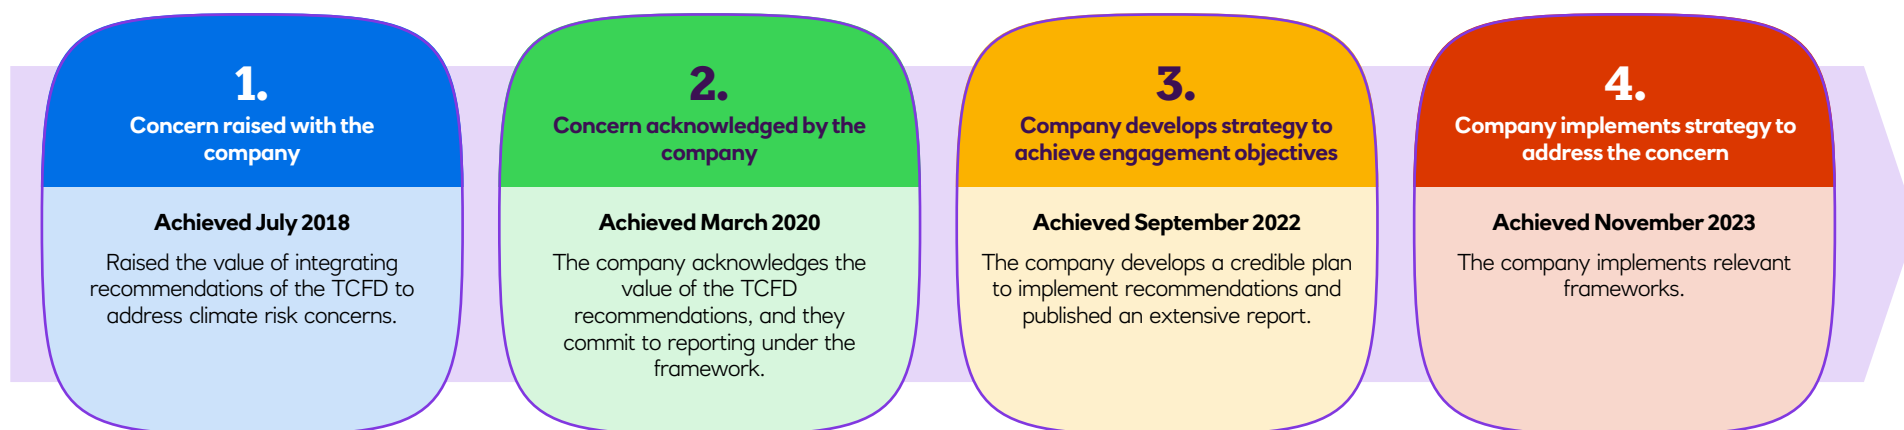 1.
Concern raised with the
company
Achieved July 2018
Raised the value of integrating
recommendations of the TCFD to
address climate risk concerns.
2.
Concern acknowledged by the
company
Achieved March 2020
The company acknowledges the
value of the TCFD
recommendations, and they
commit to reporting under the
framework.
3.
Company develops strategy to
achieve engagement objectives
Achieved September 2022
The company develops a credible plan
to implement recommendations and
published an extensive report.
4.
Company implements strategy to
address the concern
Achieved November 2023
The company implements relevant
frameworks.